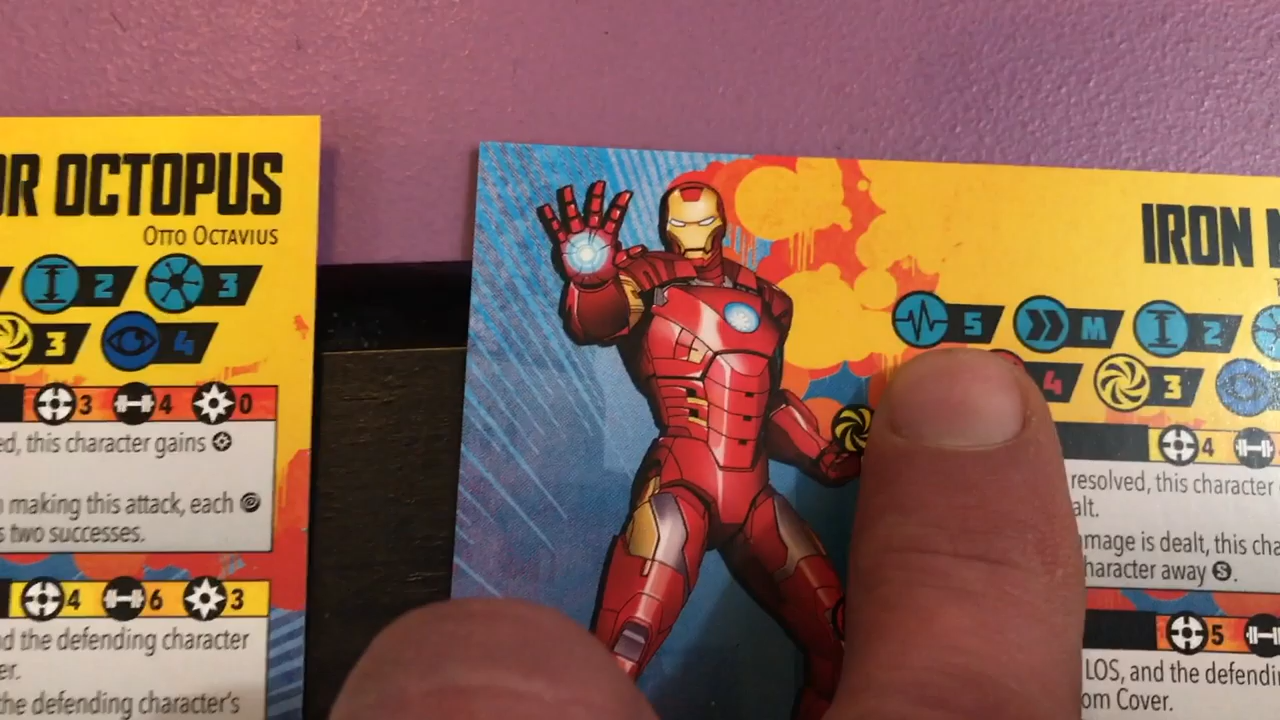 OR OCTOPUS
OTTO OCTAVIUS
2 3
3 4
3 4 0
ed, this character gains
making this attack, each
s two successes.
4 6 3
d the defending character
er.
the defending character's
IRON
5 M 2
4 3
4
resolved, this character
alt.
mage is dealt, this cha
haracter away S.
5
LOS, and the defendi
om Cover.